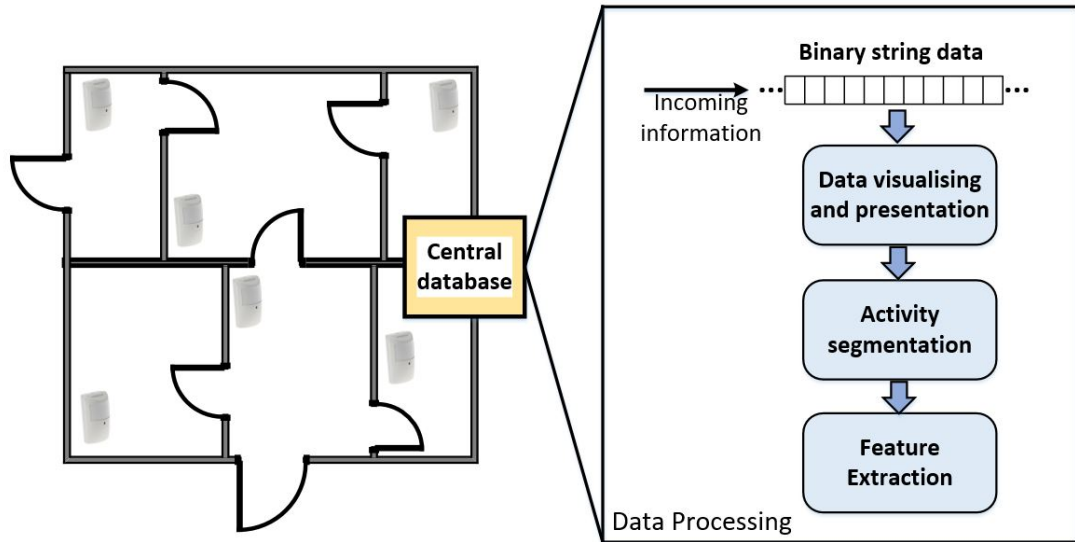 Central
database
Binary string data
Incoming
information
Data visualising
and presentation
Activity
segmentation
Feature
Extraction
Data Processing